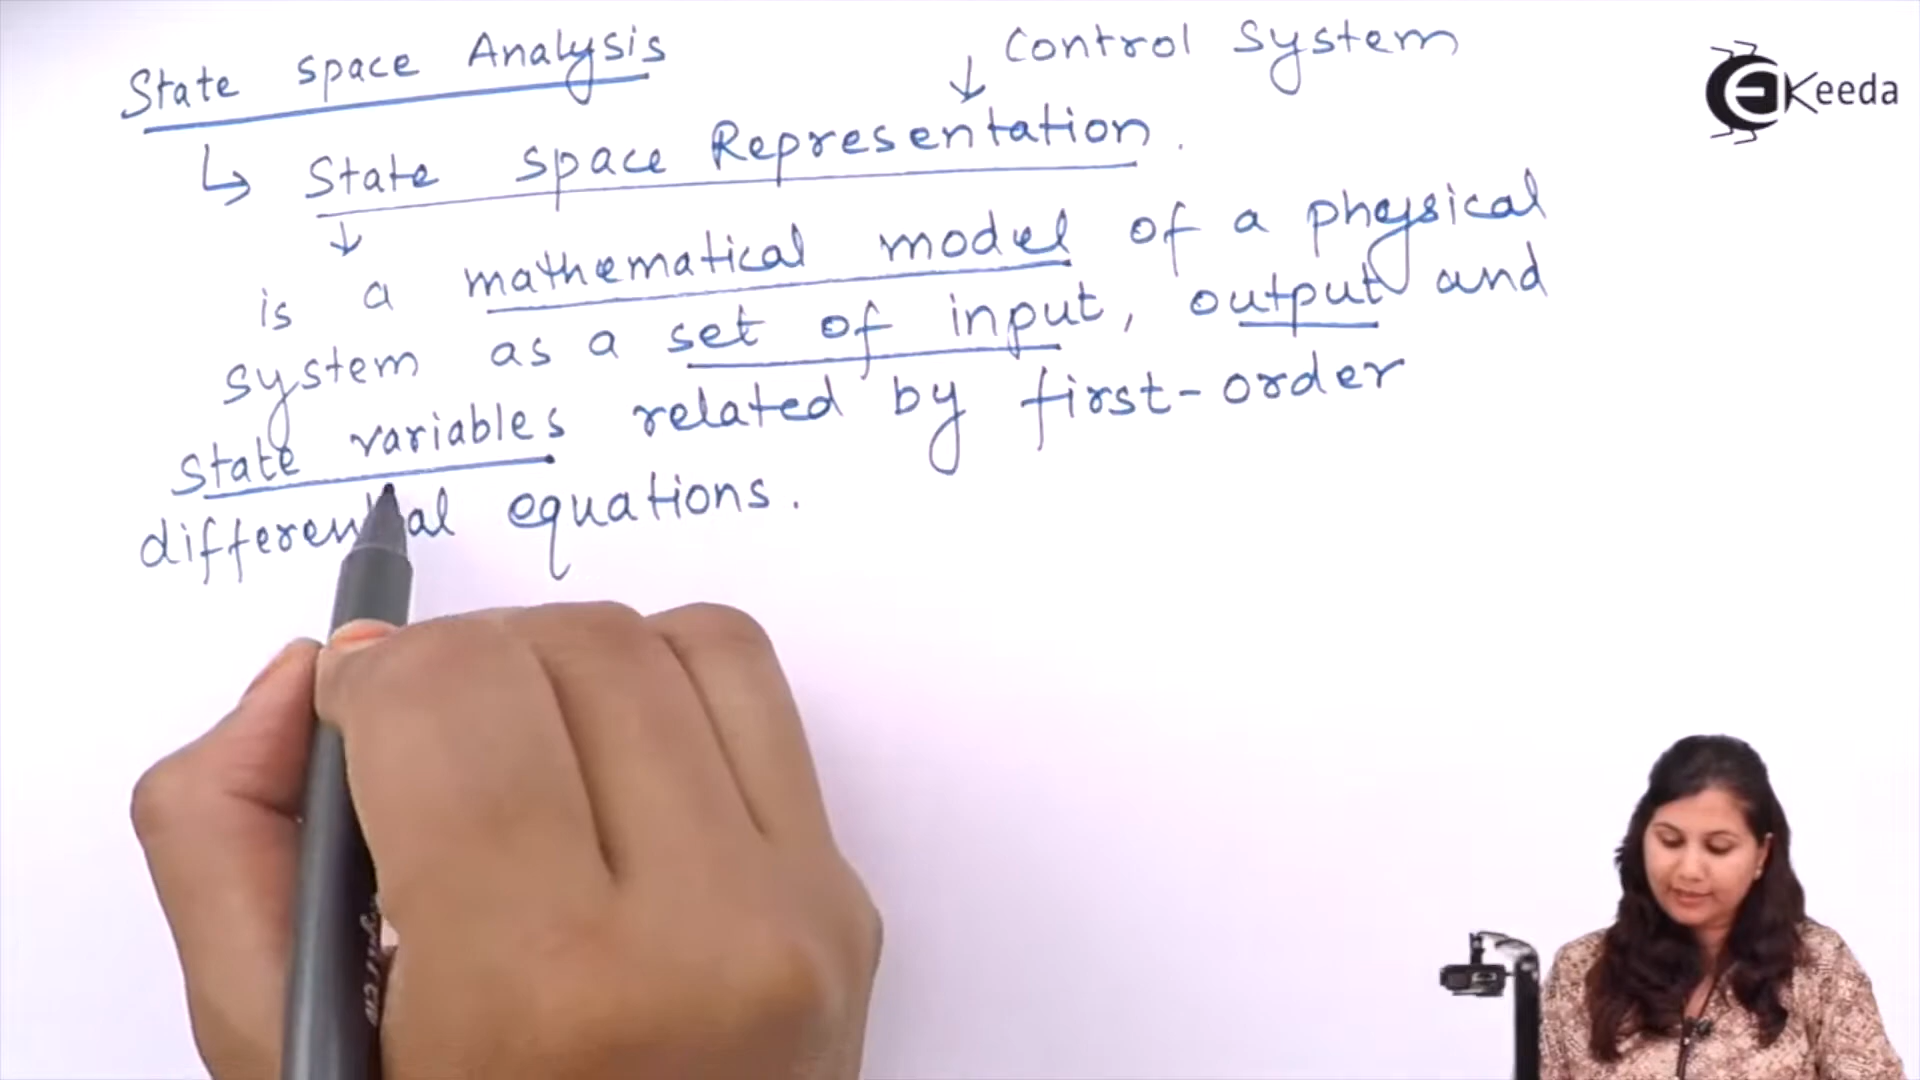 State space Analysis
Control System
State space Representation.
is a mathematical model of a physical
system as a set of input, output and
State variables related by first-order
differential equations.
EKeeda